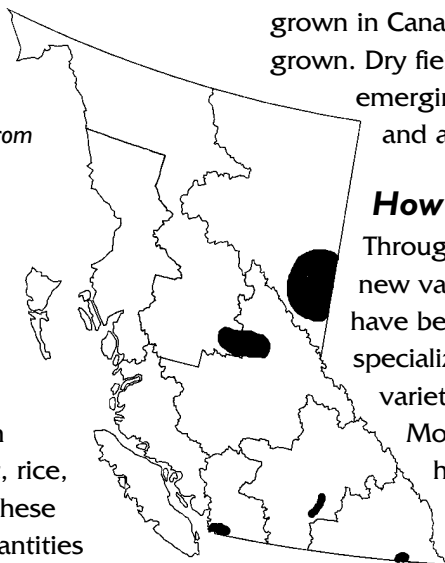 grown in Cana
grown. Dry fie
emergin
and a
om
How
Throug
new va
have be
specializ
variet
Mo
h
, rice,
hese
antities